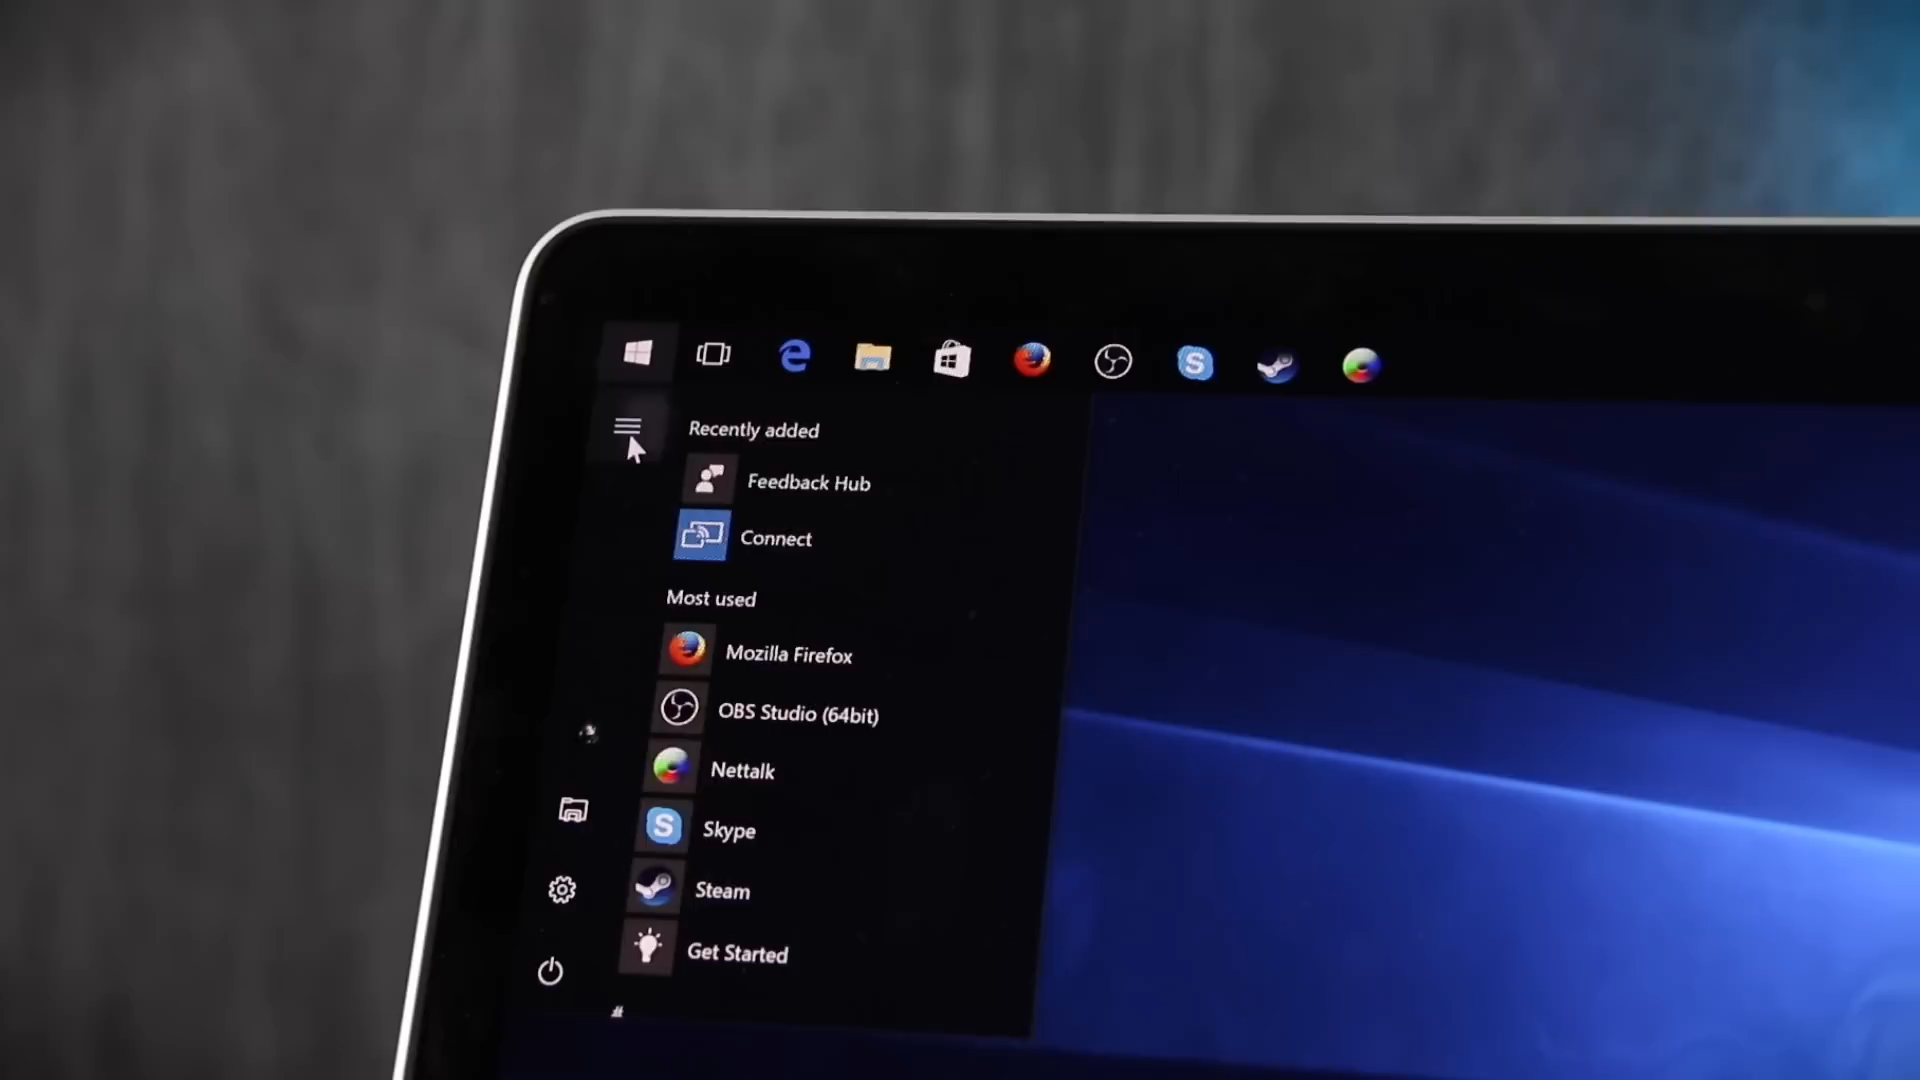 Recently added
Feedback Hub
Connect
Most used
Mozilla Firefox
OBS Studio (64bit)
Nettalk
Skype
Steam
Get Started
#